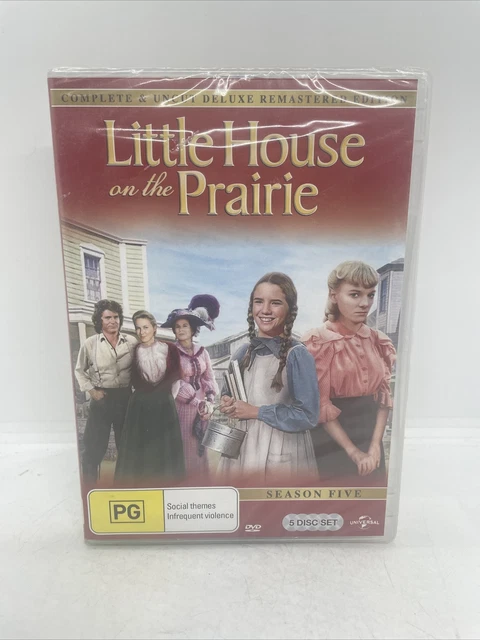 COMPLETE & UNCUT DELUXE REMASTERED EDITION
Little House
on the Prairie
SEASON FIVE
PG
Social themes
Infrequent violence
DVD
5 DISC SET
UNIVERSAL